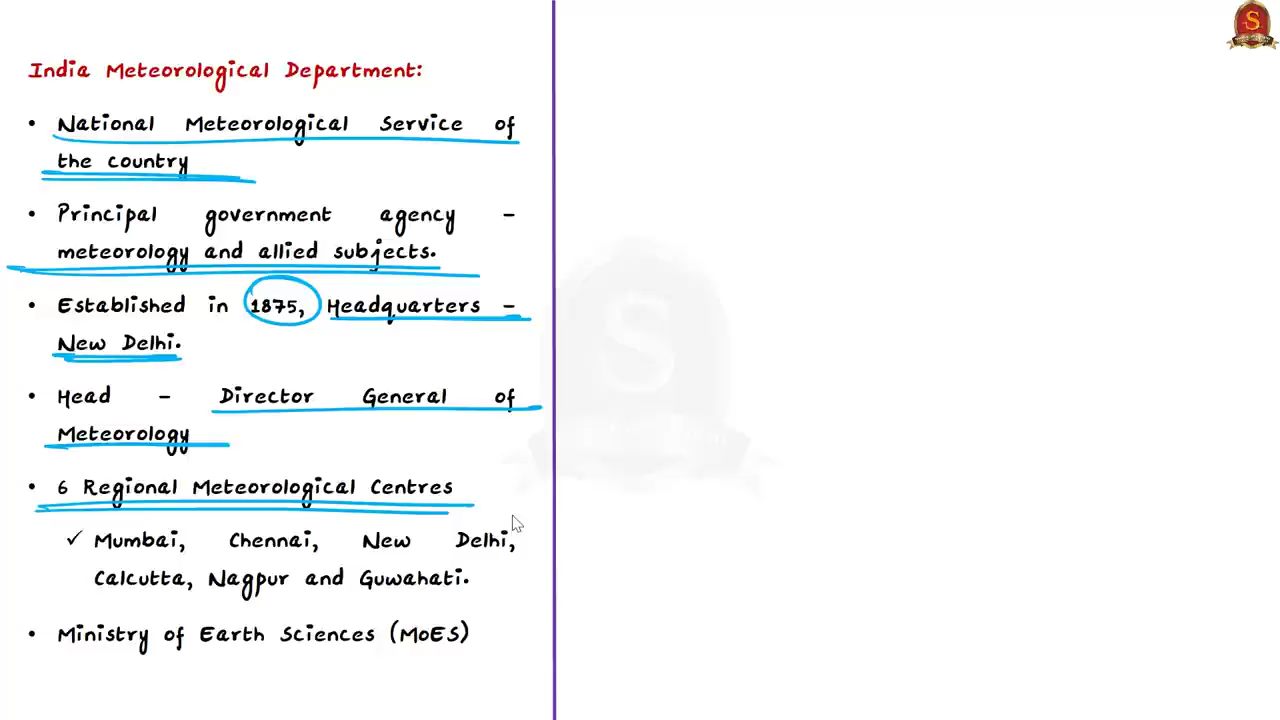 India Meteorological Department:
• National Meteorological Service of
the country
• Principal government agency –
meteorology and allied subjects.
• Established in 1875, Headquarters –
New Delhi.
• Head – Director General of
Meteorology
• 6 Regional Meteorological Centres
✓ Mumbai, Chennai, New Delhi,
Calcutta, Nagpur and Guwahati.
• Ministry of Earth Sciences (MoES)
S
S